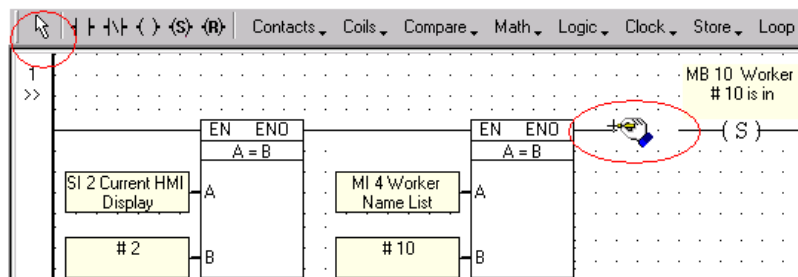 (S) (R) Contacts Coils Compare Math Logic Clock Store Loop
1
>>
MB 10 Worker
# 10 is in
EN ENO
A = B
EN ENO
A = B
( S )
SI 2 Current HMI
Display
A
MI 4 Worker
Name List
A
# 2
B
# 10
B